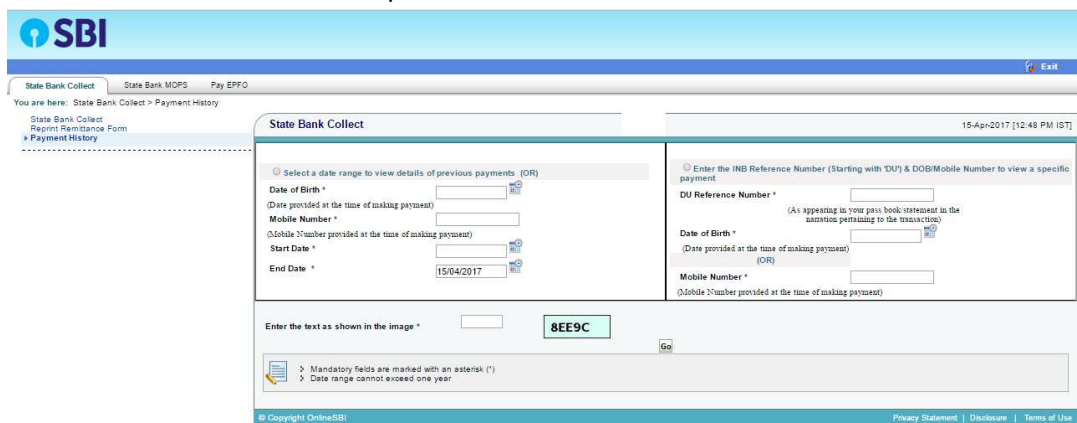 SBI
Exit
State Bank Collect State Bank MOPS Pay EPFO
You are here: State Bank Collect > Payment History
State Bank Collect
Reprint Remittance Form
Payment History
State Bank Collect
15-Apr-2017 [12:48 PM IST]
Select a date range to view details of previous payments (OR)
Date of Birth *
(Date provided at the time of making payment)
Mobile Number *
(Mobile Number provided at the time of making payment)
Start Date *
End Date * 15/04/2017
Enter the INB Reference Number (Starting with 'DU') & DOB/Mobile Number to view a specific
payment
DU Reference Number *
(As appearing in your pass book/statement in the
narration pertaining to the transaction)
Date of Birth *
(Date provided at the time of making payment)
(OR)
Mobile Number *
(Mobile Number provided at the time of making payment)
Enter the text as shown in the image * 8EE9C
Go
> Mandatory fields are marked with an asterisk (*)
> Date range cannot exceed one year
© Copyright OnlineSBI
Privacy Statement | Disclosure | Terms of Use